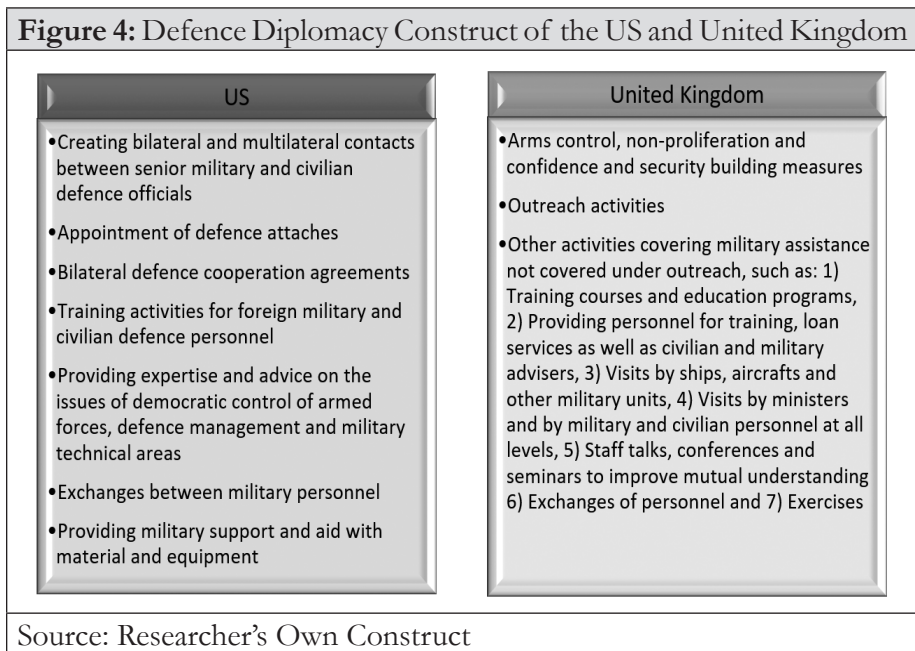 Figure 4: Defence Diplomacy Construct of the US and United Kingdom
US
•Creating bilateral and multilateral contacts
between senior military and civilian
defence officials
•Appointment of defence attaches
•Bilateral defence cooperation agreements
•Training activities for foreign military and
civilian defence personnel
•Providing expertise and advice on the
issues of democratic control of armed
forces, defence management and military
technical areas
•Exchanges between military personnel
•Providing military support and aid with
material and equipment
United Kingdom
•Arms control, non-proliferation and
confidence and security building measures
•Outreach activities
•Other activities covering military assistance
not covered under outreach, such as: 1)
Training courses and education programs,
2) Providing personnel for training, loan
services as well as civilian and military
advisers, 3) Visits by ships, aircrafts and
other military units, 4) Visits by ministers
and by military and civilian personnel at all
levels, 5) Staff talks, conferences and
seminars to improve mutual understanding
6) Exchanges of personnel and 7) Exercises
Source: Researcher's Own Construct